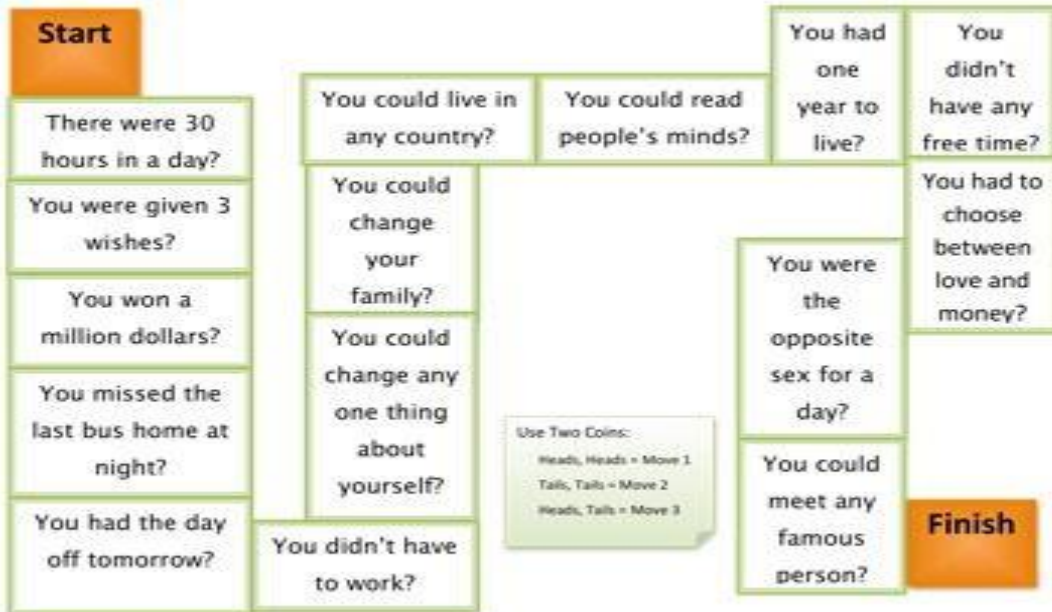 Start
There were 30
hours in a day?
You were given 3
wishes?
You won a
million dollars?
You missed the
last bus home at
night?
You had the day
off tomorrow?
You didn't have
to work?
You could
change any
one thing
about
yourself?
You could
change
your
family?
You could live in
any country?
You could read
people's minds?
You had
one
year to
live?
You
didn't
have any
free time?
You had to
choose
between
love and
money?
You were
the
opposite
sex for a
day?
You could
meet any
famous
person?
Finish
Use Two Coins:
Heads, Heads = Move 1
Tails, Tails = Move 2
Heads, Tails = Move 3